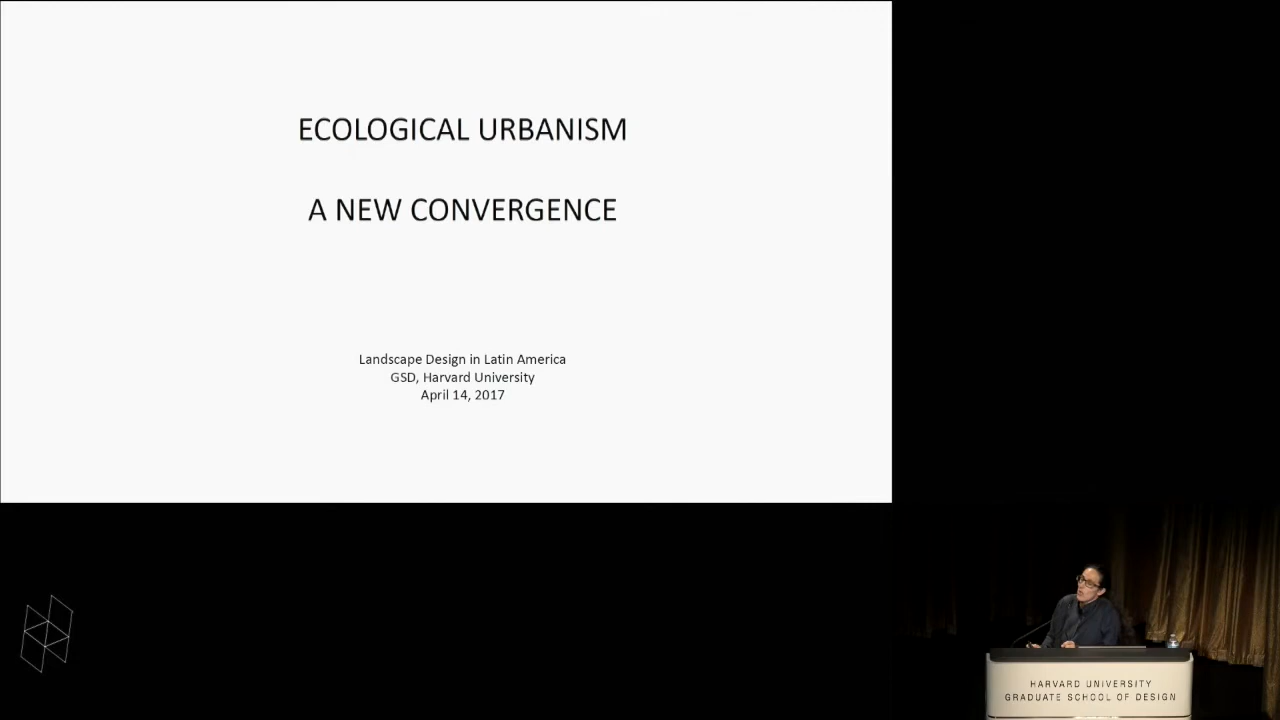 ECOLOGICAL URBANISM
A NEW CONVERGENCE
Landscape Design in Latin America
GSD, Harvard University
April 14, 2017
HARVARD UNIVERSITY
GRADUATE SCHOOL OF DESIGN